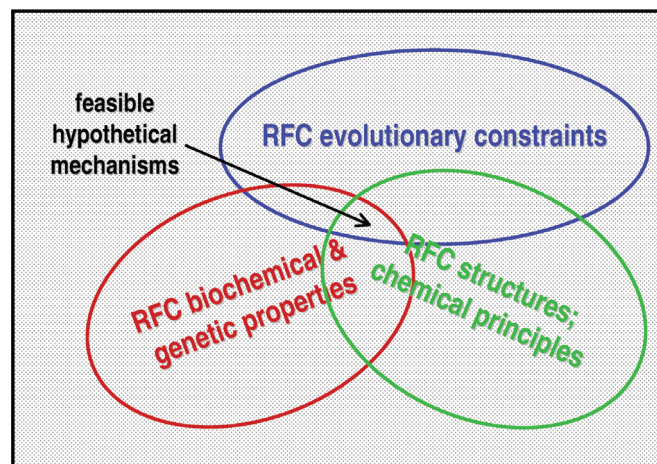 feasible
hypothetical
mechanisms
RFC evolutionary constraints
RFC biochemical &
genetic properties
RFC structures;
chemical principles